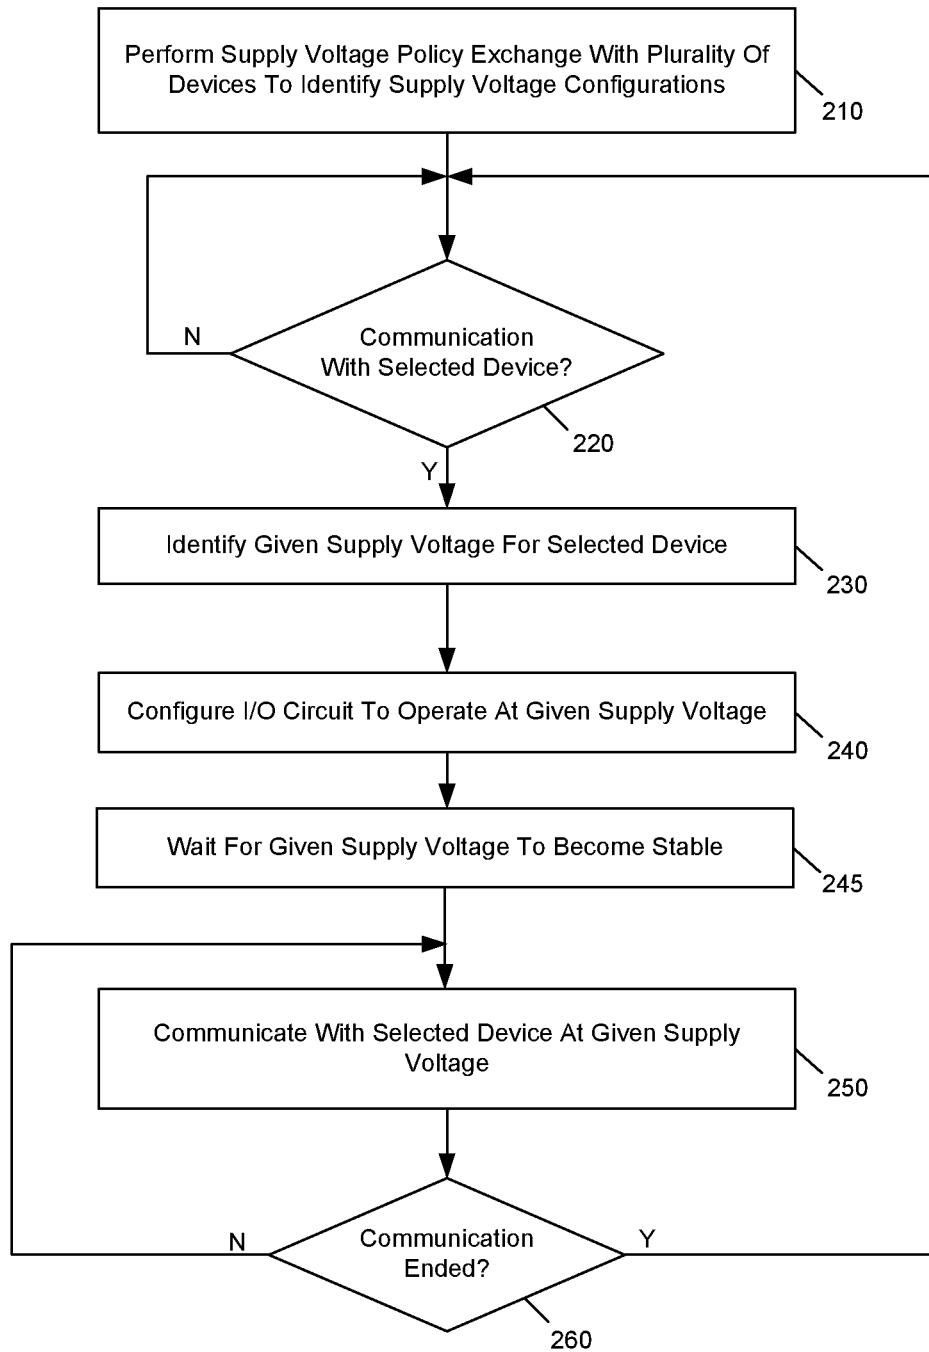 Perform Supply Voltage Policy Exchange With Plurality Of
Devices To Identify Supply Voltage Configurations
210
N
Communication
With Selected Device?
220
Y
Identify Given Supply Voltage For Selected Device
230
Configure I/O Circuit To Operate At Given Supply Voltage
240
Wait For Given Supply Voltage To Become Stable
245
Communicate With Selected Device At Given Supply
Voltage
250
N
Communication
Ended?
Y
260